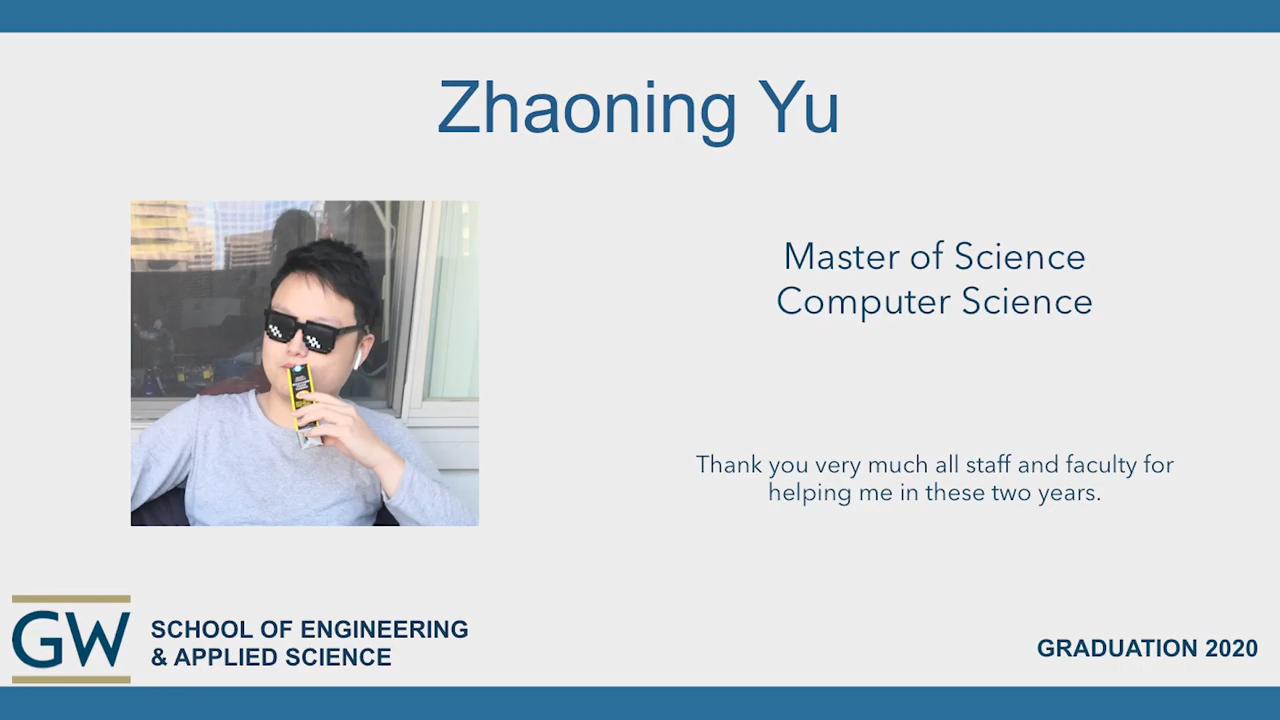 Zhaoning Yu
Master of Science
Computer Science
Thank you very much all staff and faculty for
helping me in these two years.
GW
SCHOOL OF ENGINEERING
& APPLIED SCIENCE
GRADUATION 2020